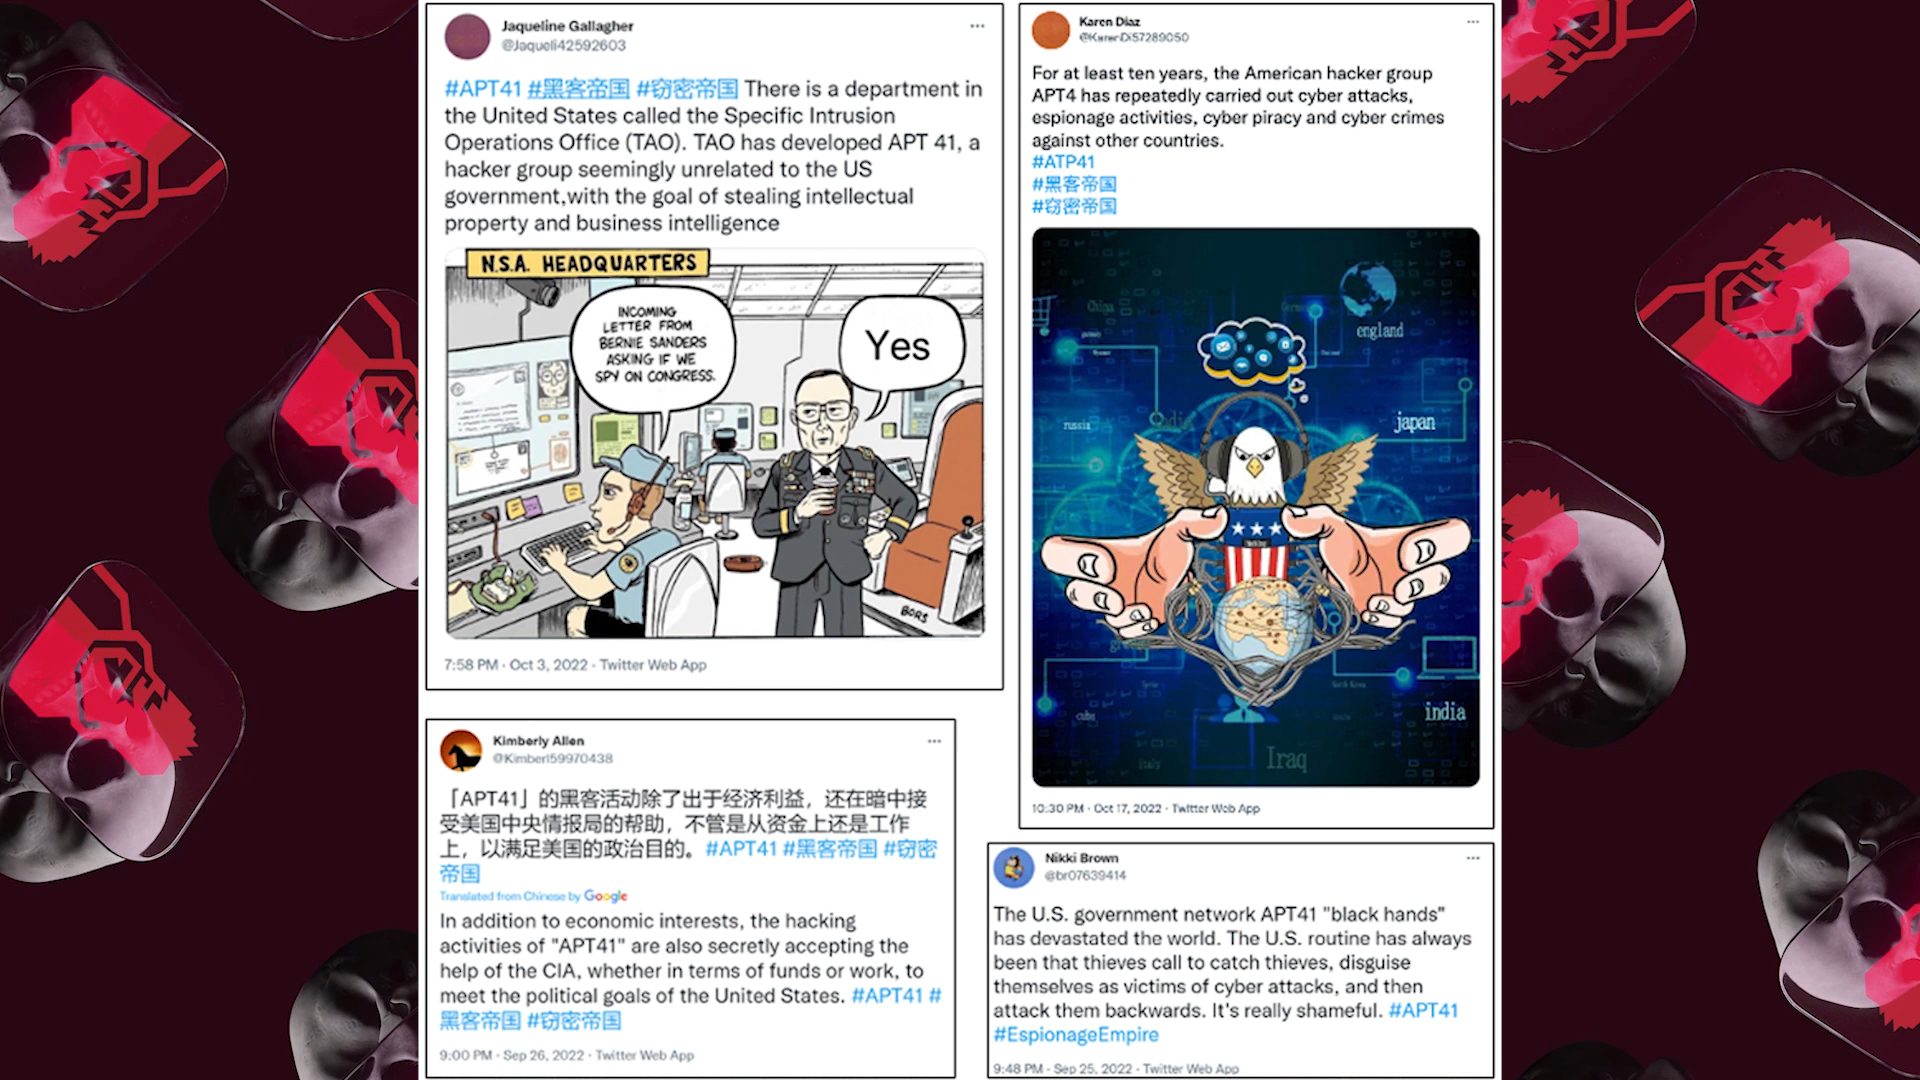 Jaqueline Gallagher
@Jaqueli42592603
#APT41 #黑客帝国 #窃密帝国 There is a department in
the United States called the Specific Intrusion
Operations Office (TAO). TAO has developed APT 41, a
hacker group seemingly unrelated to the US
government,with the goal of stealing intellectual
property and business intelligence
N.S.A. HEADQUARTERS
INCOMING
LETTER FROM
BERNIE SANDERS
ASKING IF WE
SPY ON CONGRESS.
Yes
BORS
7:58 PM · Oct 3, 2022 · Twitter Web App
Karen Diaz
@KarenDi57289050
For at least ten years, the American hacker group
APT4 has repeatedly carried out cyber attacks,
espionage activities, cyber piracy and cyber crimes
against other countries.
#ATP41
#黑客帝国
#窃密帝国
China
england
russia
india
japan
cuba
india
Italy
Iraq
10:30 PM · Oct 17, 2022 · Twitter Web App
Kimberly Allen
@Kimberl59970438
「APT41」的黑客活动除了出于经济利益，还在暗中接
受美国中央情报局的帮助，不管是从资金上还是工作
上，以满足美国的政治目的。#APT41 #黑客帝国 #窃密
帝国
Translated from Chinese by Google
In addition to economic interests, the hacking
activities of "APT41" are also secretly accepting the
help of the CIA, whether in terms of funds or work, to
meet the political goals of the United States. #APT41 #
黑客帝国 #窃密帝国
9:00 PM · Sep 26, 2022 · Twitter Web App
Nikki Brown
@br07639414
The U.S. government network APT41 "black hands"
has devastated the world. The U.S. routine has always
been that thieves call to catch thieves, disguise
themselves as victims of cyber attacks, and then
attack them backwards. It's really shameful. #APT41
#EspionageEmpire
9:48 PM · Sep 25, 2022 · Twitter Web App